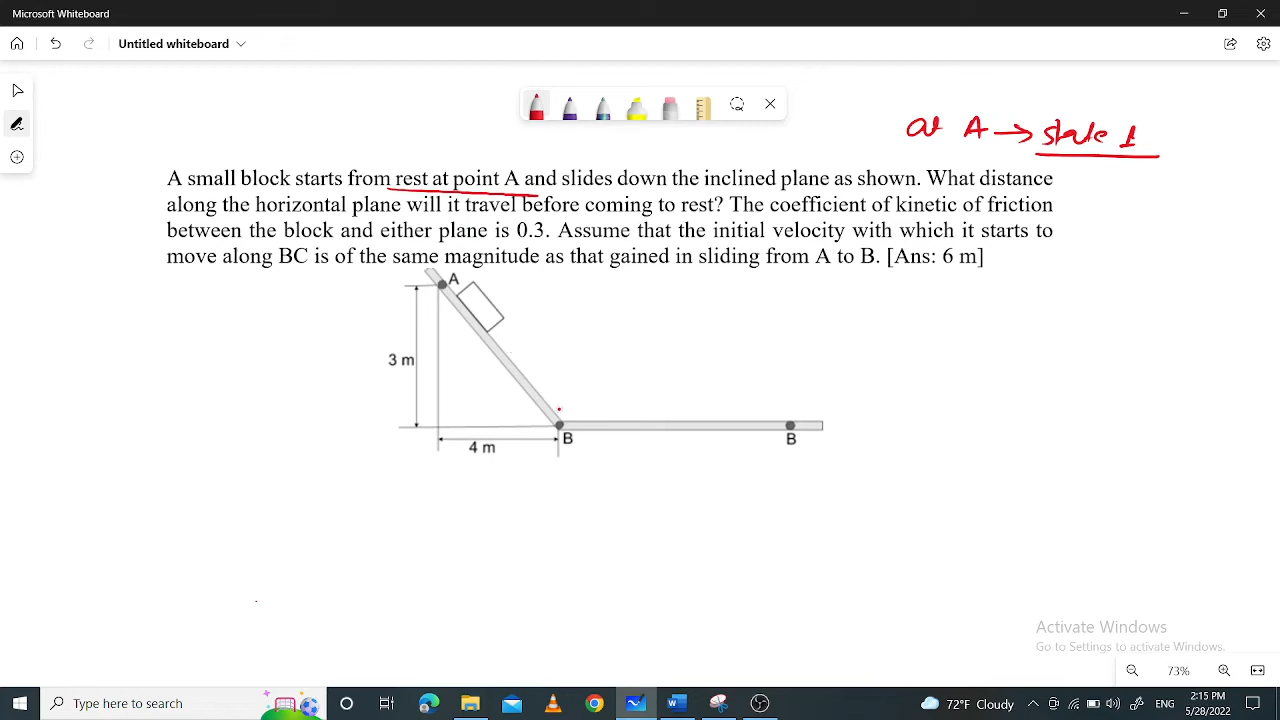 Microsoft Whiteboard
Untitled whiteboard
at A → state 1
A small block starts from rest at point A and slides down the inclined plane as shown. What distance
along the horizontal plane will it travel before coming to rest? The coefficient of kinetic of friction
between the block and either plane is 0.3. Assume that the initial velocity with which it starts to
move along BC is of the same magnitude as that gained in sliding from A to B. [Ans: 6 m]
A
3 m
B
B
4 m
Activate Windows
Go to Settings to activate Windows.
73%
Type here to search
72°F Cloudy
ENG
2:15 PM
5/28/2022